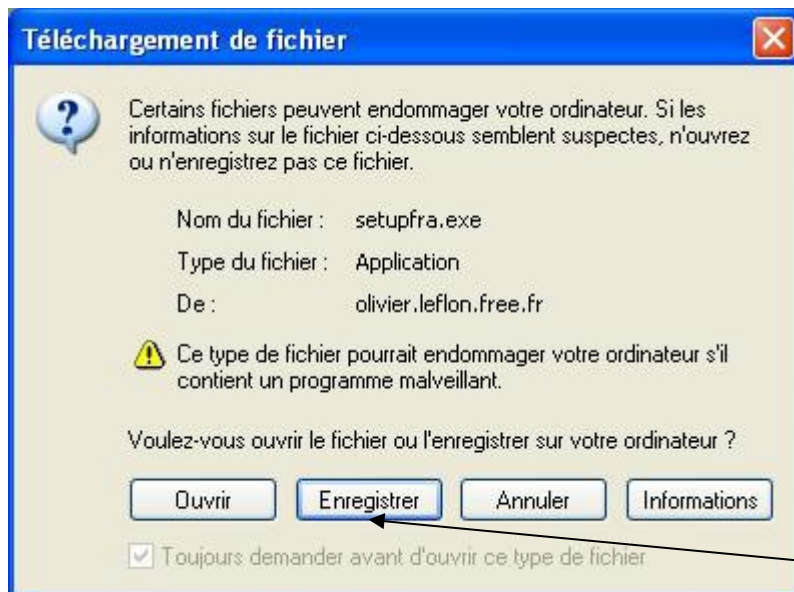 Téléchargement de fichier
Certains fichiers peuvent endommager votre ordinateur. Si les
informations sur le fichier ci-dessous semblent suspectes, n'ouvrez
ou n'enregistrez pas ce fichier.
Nom du fichier : setupfra.exe
Type du fichier : Application
De : olivier.leflon.free.fr
Ce type de fichier pourrait endommager votre ordinateur s'il
contient un programme malveillant.
Voulez-vous ouvrir le fichier ou l'enregistrer sur votre ordinateur ?
Ouvrir Enregistrer Annuler Informations
Toujours demander avant d'ouvrir ce type de fichier